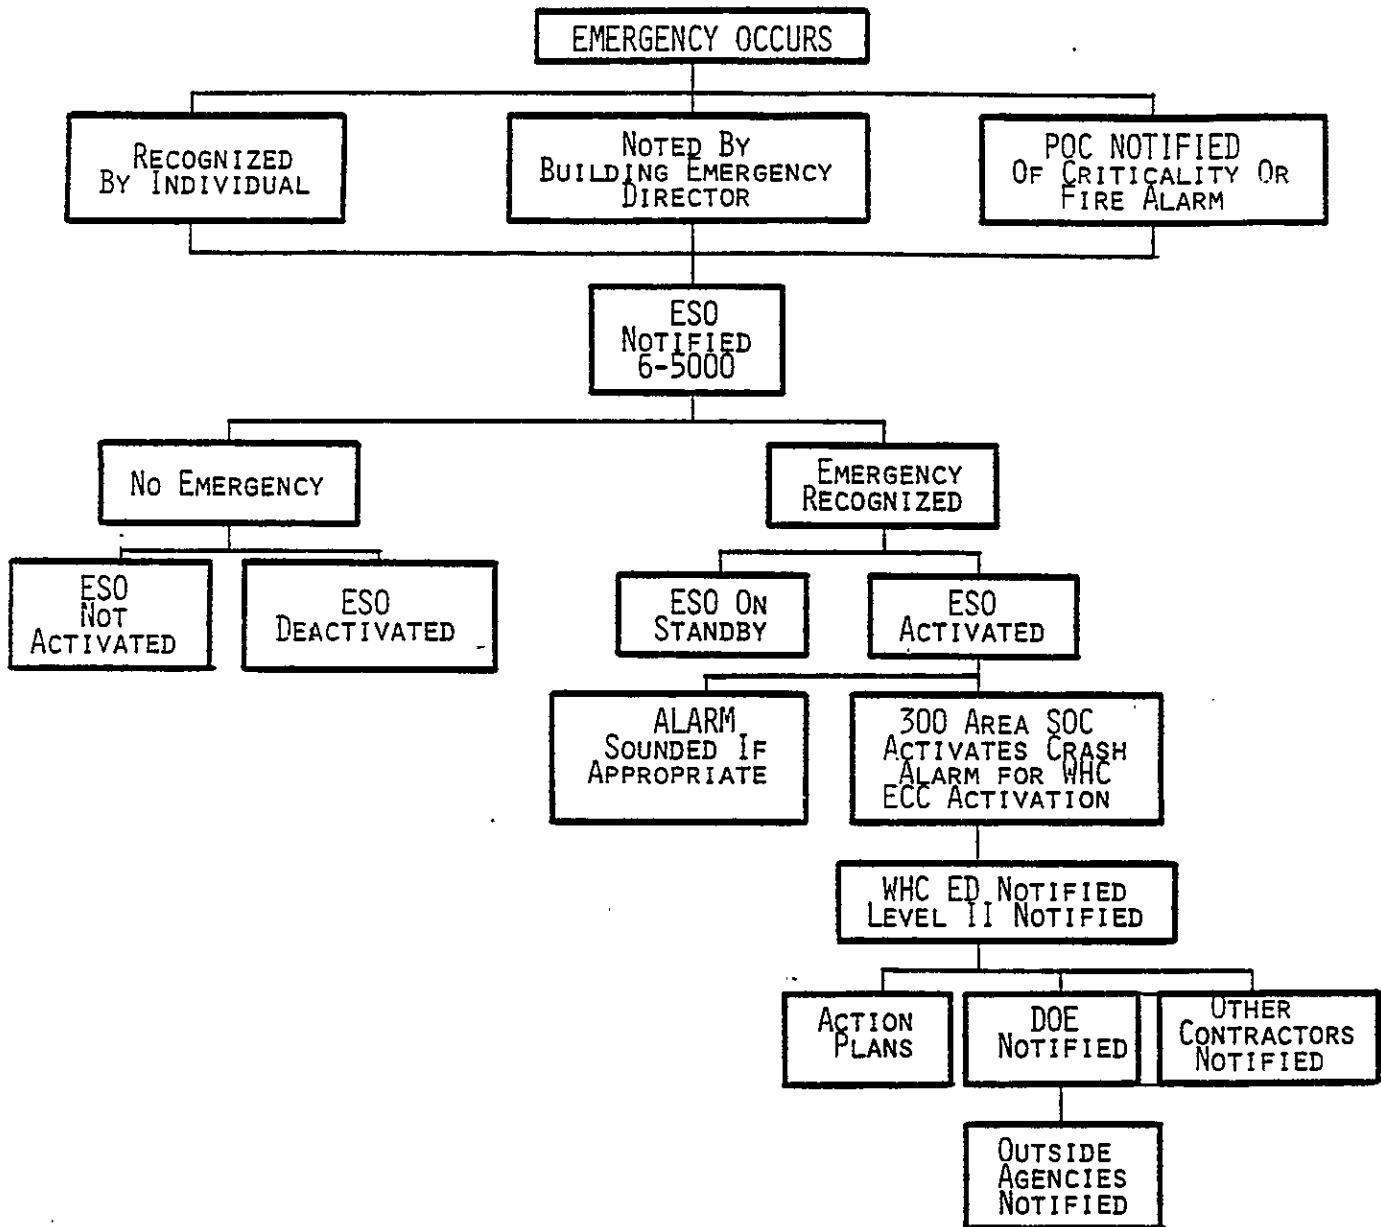 EMERGENCY OCCURS
RECOGNIZED
BY INDIVIDUAL
NOTED BY
BUILDING EMERGENCY
DIRECTOR
POC NOTIFIED
OF CRITICALITY OR
FIRE ALARM
ESO
NOTIFIED
6-5000
NO EMERGENCY
EMERGENCY
RECOGNIZED
ESO
NOT
ACTIVATED
ESO
DEACTIVATED
ESO ON
STANDBY
ESO
ACTIVATED
ALARM
SOUNDED IF
APPROPRIATE
300 AREA SOC
ACTIVATES CRASH
ALARM FOR WHC
ECC ACTIVATION
WHC ED NOTIFIED
LEVEL II NOTIFIED
ACTION
PLANS
DOE
NOTIFIED
OTHER
CONTRACTORS
NOTIFIED
OUTSIDE
AGENCIES
NOTIFIED